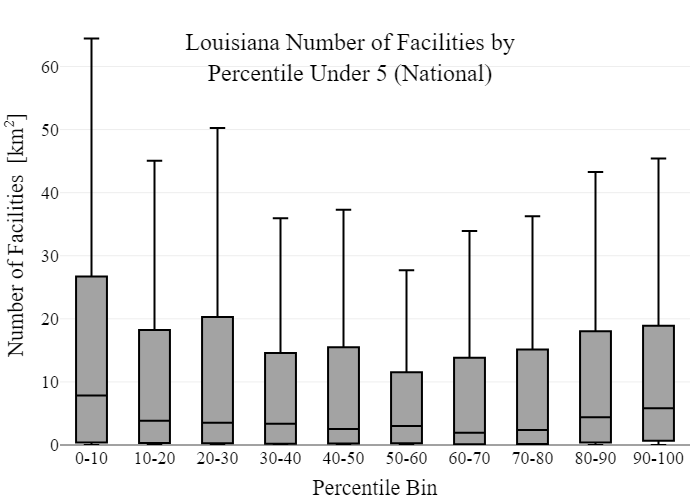 Louisiana Number of Facilities by
Percentile Under 5 (National)
Number of Facilities [km²]
60
50
40
30
20
10
0
0-10 10-20 20-30 30-40 40-50 50-60 60-70 70-80 80-90 90-100
Percentile Bin